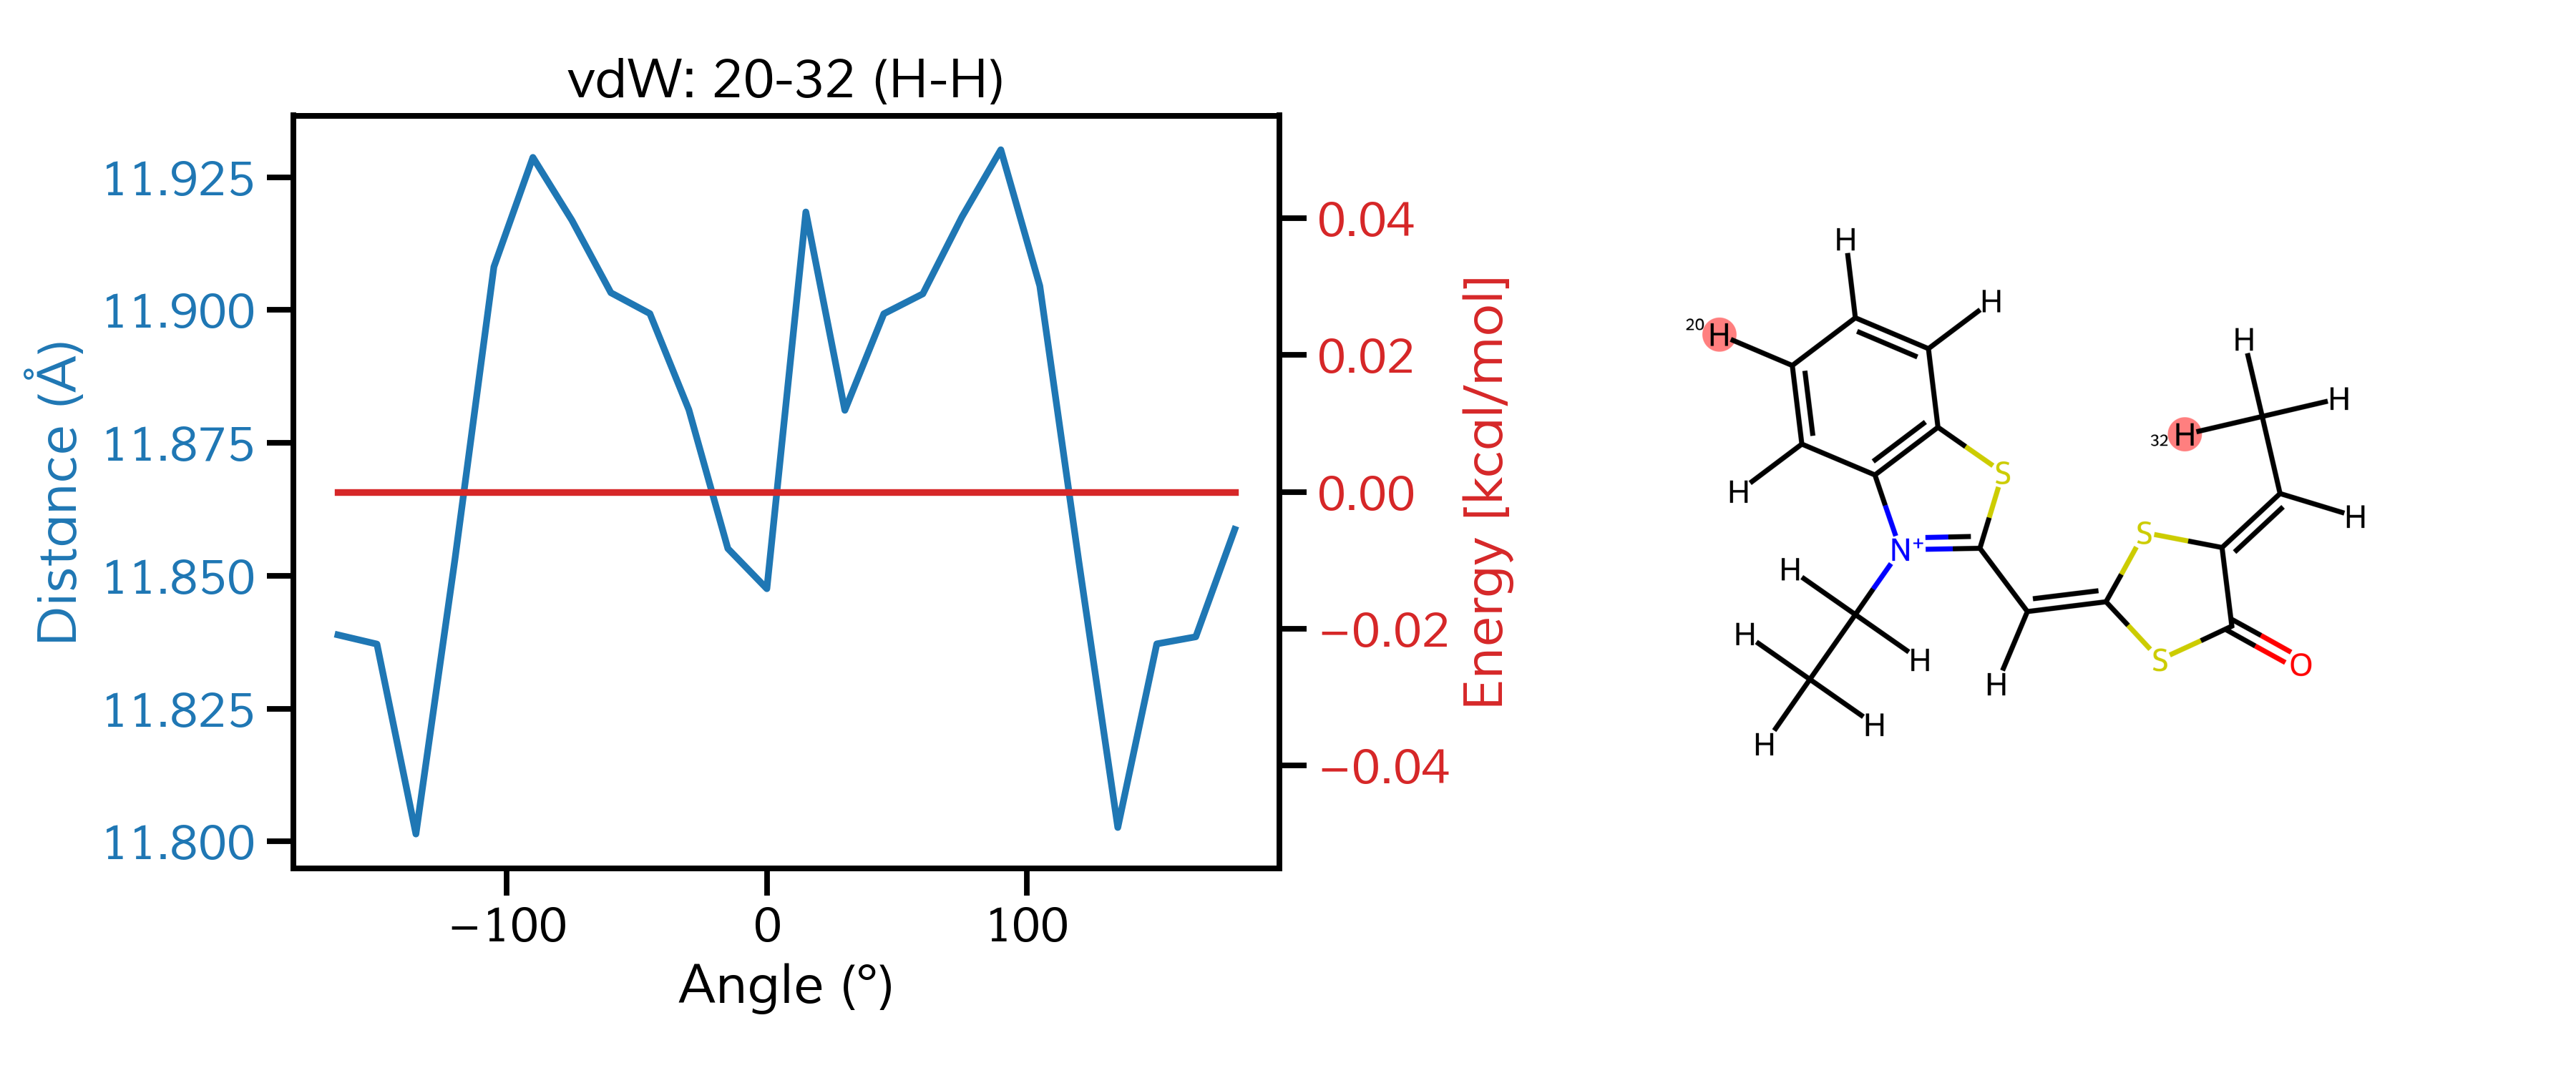 vdW: 20-32 (H-H)
Distance (Å)
11.925
11.900
11.875
11.850
11.825
11.800
−100
0
100
Angle (°)
0.04
0.02
0.00
−0.02
−0.04
Energy [kcal/mol]
H
H
20 H
H
H
32 H
H
S
H
S
N+
H
H
H
H
S
O
H
H
H